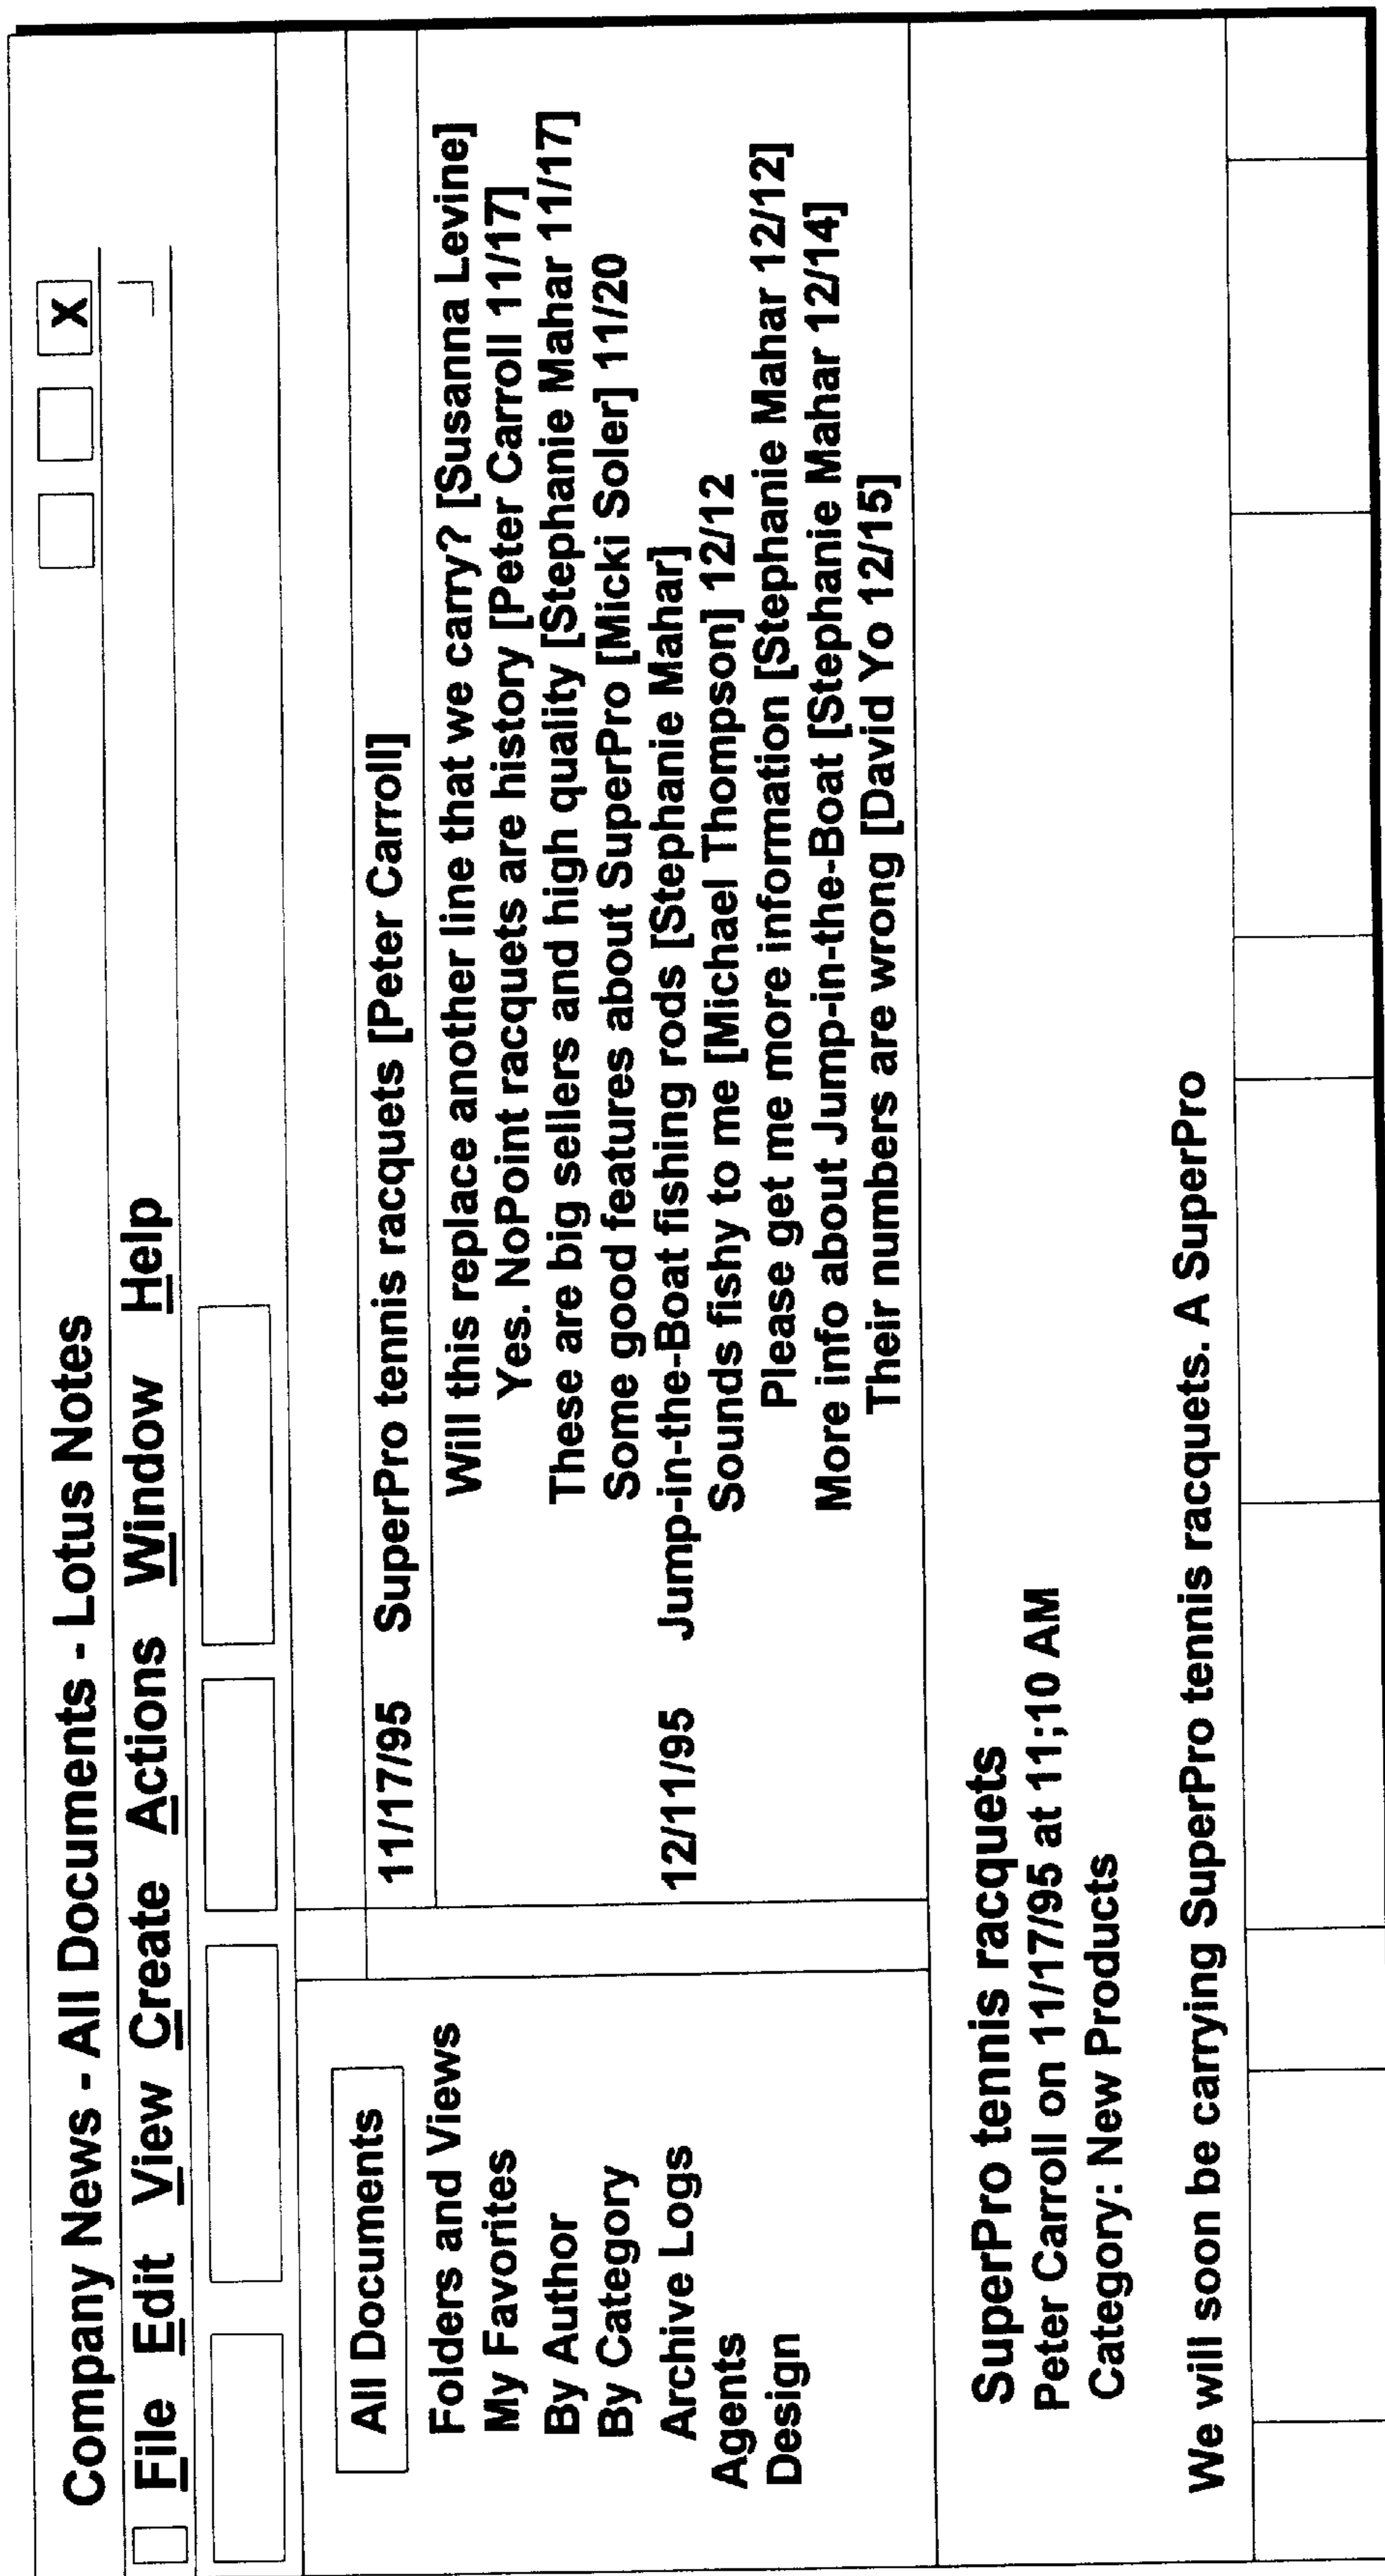 Company News - All Documents - Lotus Notes
X
File Edit View Create Actions Window Help
All Documents
Folders and Views
My Favorites
By Author
By Category
Archive Logs
Agents
Design
11/17/95 SuperPro tennis racquets [Peter Carroll]
Will this replace another line that we carry? [Susanna Levine]
Yes. NoPoint racquets are history [Peter Carroll 11/17]
These are big sellers and high quality [Stephanie Mahar 11/17]
Some good features about SuperPro [Micki Soler] 11/20
12/11/95 Jump-in-the-Boat fishing rods [Stephanie Mahar]
Sounds fishy to me [Michael Thompson] 12/12
Please get me more information [Stephanie Mahar 12/12]
More info about Jump-in-the-Boat [Stephanie Mahar 12/14]
Their numbers are wrong [David Yo 12/15]
SuperPro tennis racquets
Peter Carroll on 11/17/95 at 11;10 AM
Category: New Products
We will soon be carrying SuperPro tennis racquets. A SuperPro